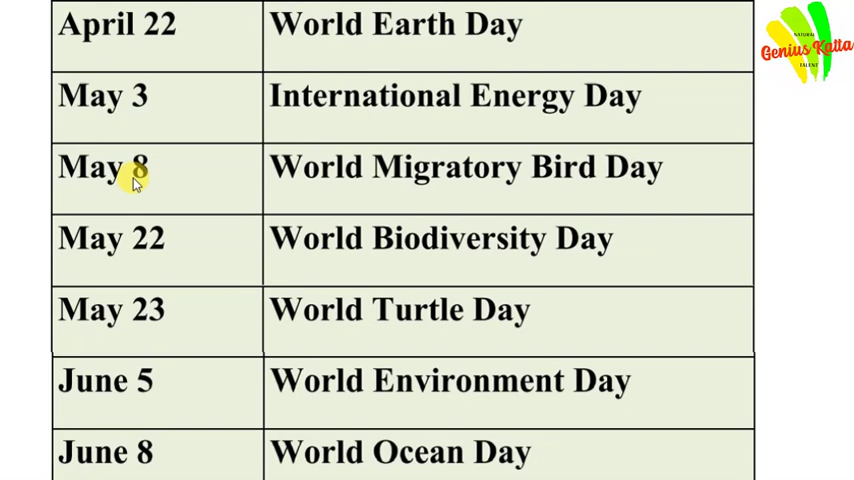 April 22 World Earth Day
NATURAL
Genius Katta
TALENT
May 3 International Energy Day
May 8 World Migratory Bird Day
May 22 World Biodiversity Day
May 23 World Turtle Day
June 5 World Environment Day
June 8 World Ocean Day